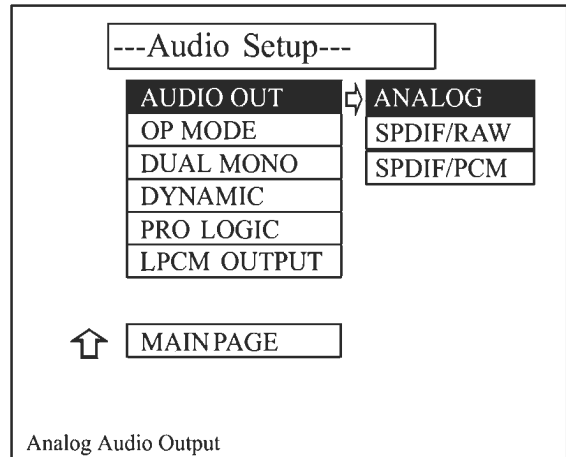 ---Audio Setup---
AUDIO OUT ANALOG
OP MODE SPDIF/RAW
DUAL MONO SPDIF/PCM
DYNAMIC
PRO LOGIC
LPCM OUTPUT
MAIN PAGE
Analog Audio Output